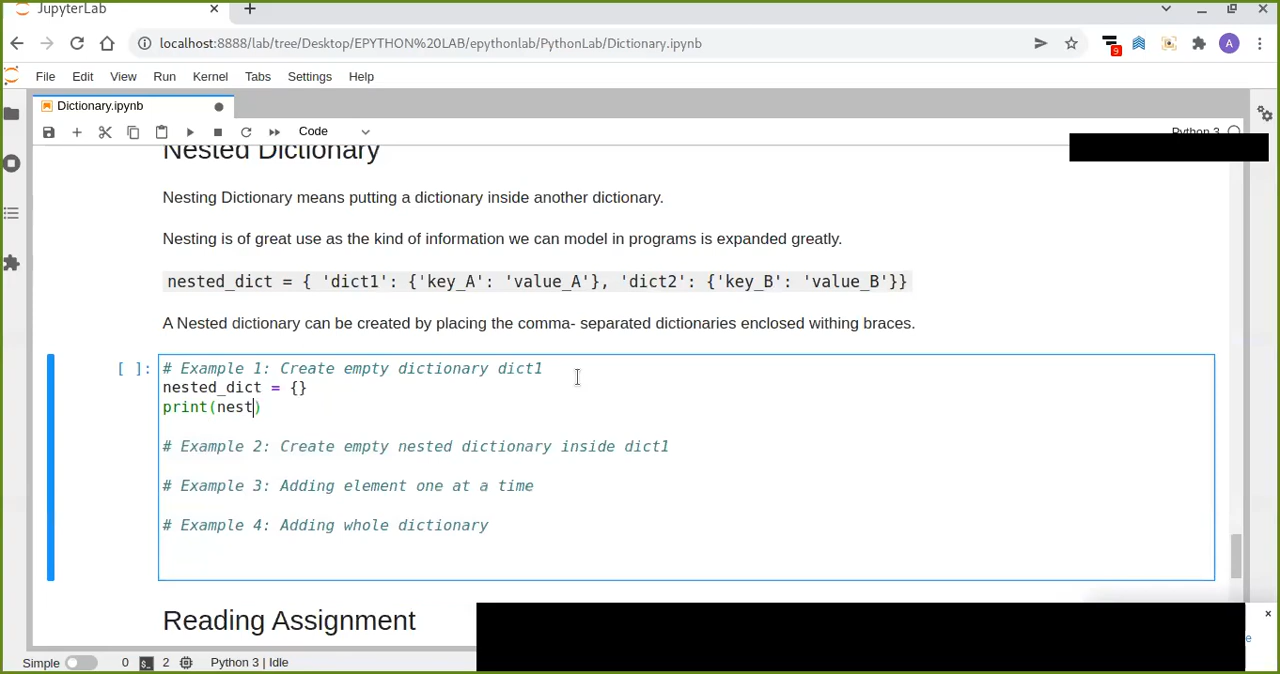 JupyterLab
localhost:8888/lab/tree/Desktop/EPYTHON%20LAB/epythonlab/PythonLab/Dictionary.ipynb
9
A
File Edit View Run Kernel Tabs Settings Help
Dictionary.ipynb
Code
Python 3
Nested Dictionary
Nesting Dictionary means putting a dictionary inside another dictionary.
Nesting is of great use as the kind of information we can model in programs is expanded greatly.
nested_dict = { 'dict1': {'key_A': 'value_A'}, 'dict2': {'key_B': 'value_B'}}
A Nested dictionary can be created by placing the comma- separated dictionaries enclosed withing braces.
[ ]:
# Example 1: Create empty dictionary dict1
nested_dict = {}
print(nest)
# Example 2: Create empty nested dictionary inside dict1
# Example 3: Adding element one at a time
# Example 4: Adding whole dictionary
Reading Assignment
Simple 0 2 Python 3 | Idle